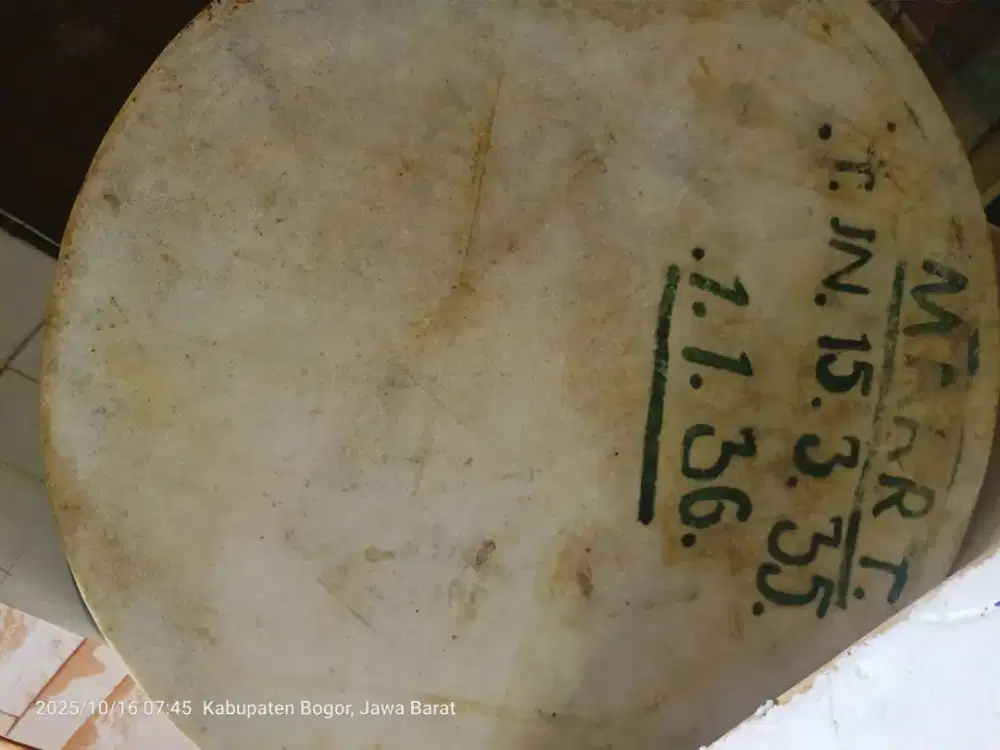 .T. JN. 15.3.35.
.1.1.36.
2025/10/16 07:45 Kabupaten Bogor, Jawa Barat